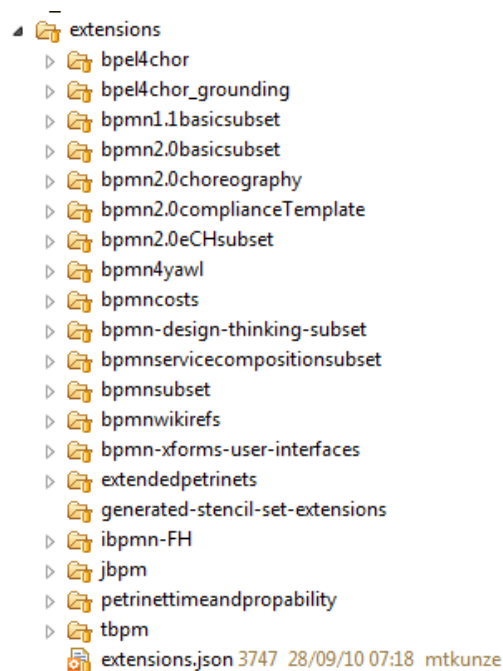 extensions
bpel4chor
bpel4chor_grounding
bpmn1.1basicsubset
bpmn2.0basicsubset
bpmn2.0choreography
bpmn2.0complianceTemplate
bpmn2.0eCHsubset
bpmn4yawl
bpmncosts
bpmn-design-thinking-subset
bpmnservicecompositionsubset
bpmnsubset
bpmnwikirefs
bpmn-xforms-user-interfaces
extendedpetrinets
generated-stencil-set-extensions
ibpmn-FH
jbpm
petrinettimeandpropability
tbpm
extensions.json 3747 28/09/10 07:18 mtkunze